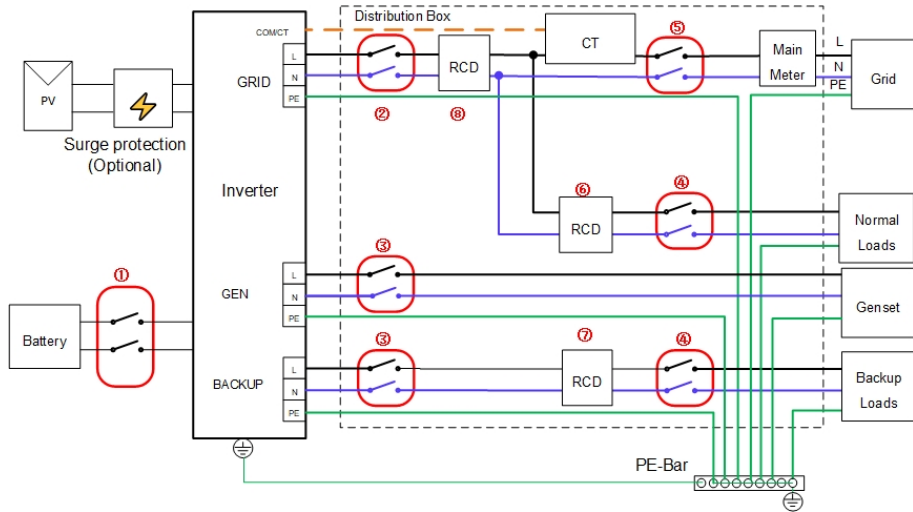 Distribution Box
COM/CT
⑤
L
CT
Main
Meter
L
N
PE
Grid
GRID
N
RCD
PE
②
⑧
PV
Surge protection
(Optional)
Inverter
⑥
④
RCD
Normal
Loads
①
③
L
GEN
N
PE
Genset
Battery
③
⑦
④
L
BACKUP
N
PE
RCD
Backup
Loads
PE-Bar